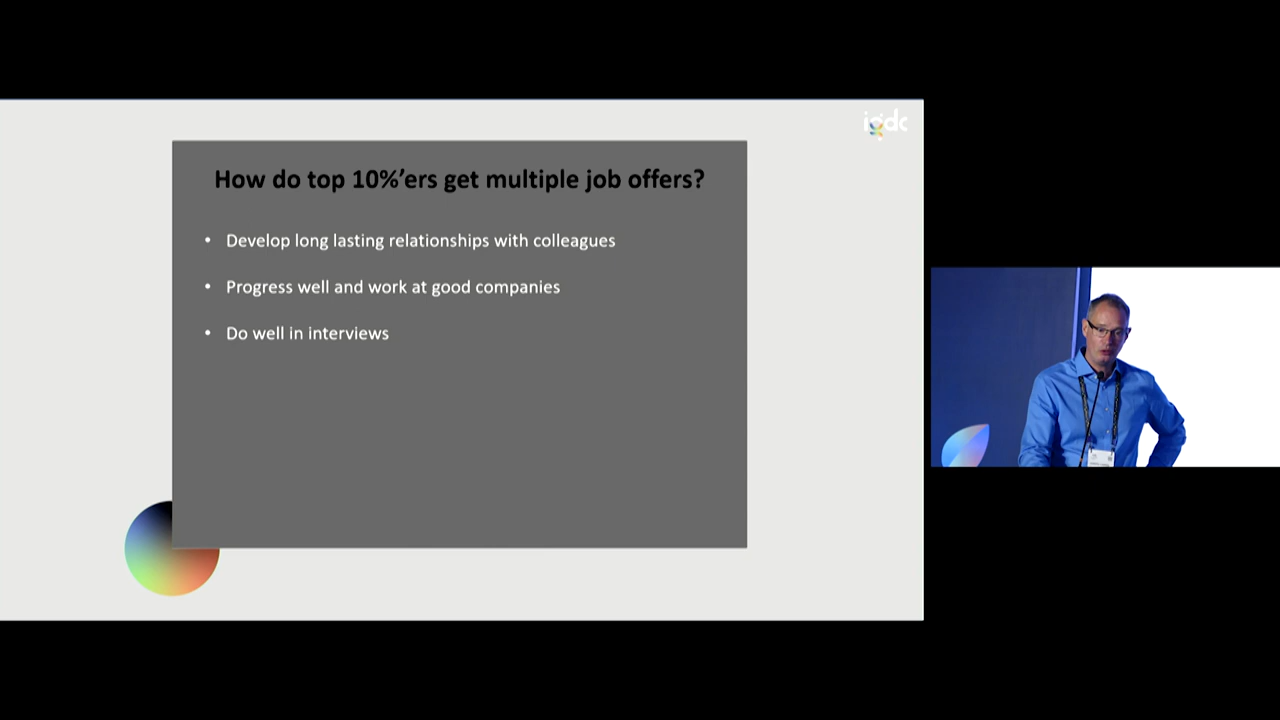 igdc
How do top 10%’ers get multiple job offers?
• Develop long lasting relationships with colleagues
• Progress well and work at good companies
• Do well in interviews